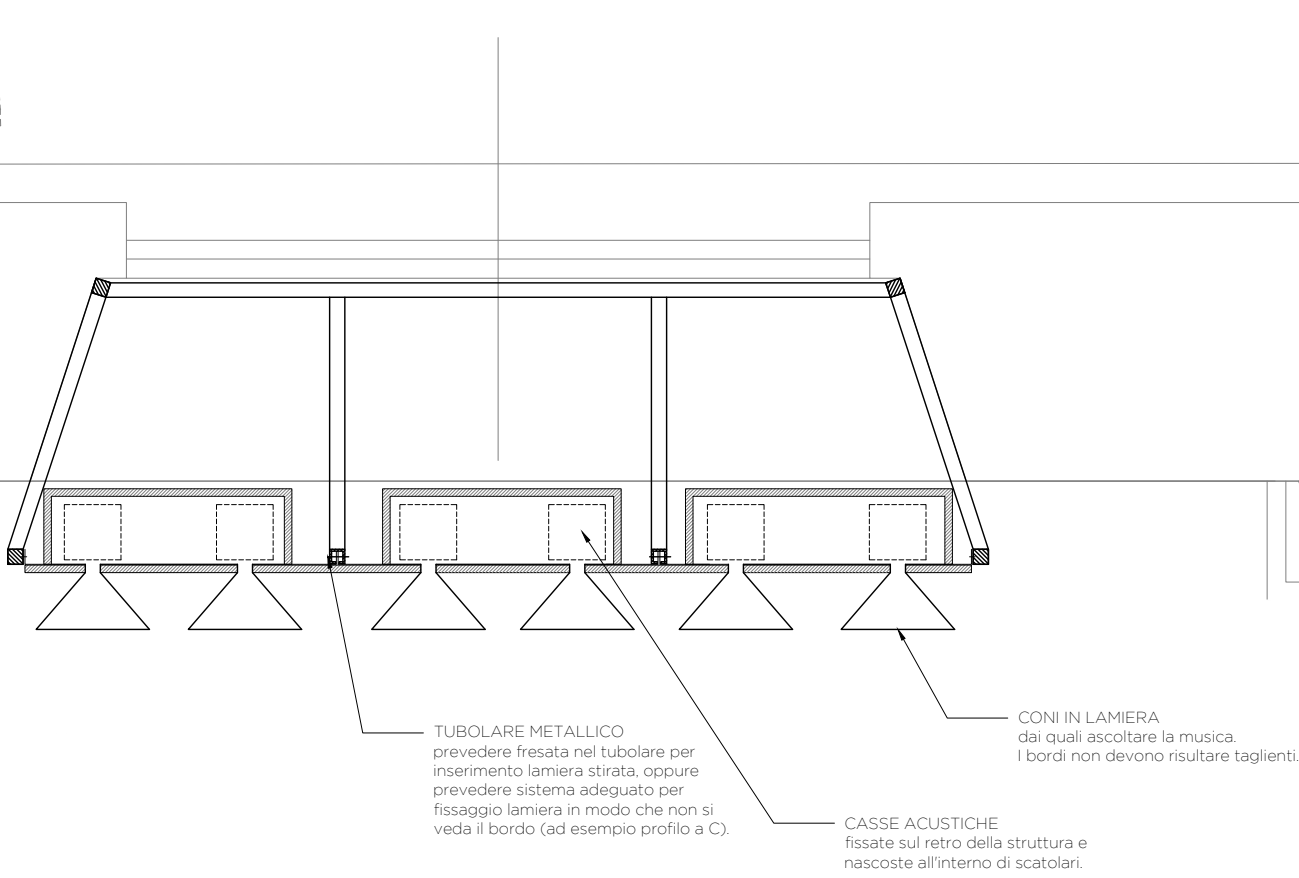 TUBOLARE METALLICO
prevedere fresata nel tubolare per
inserimento lamiera stirata, oppure
prevedere sistema adeguato per
fissaggio lamiera in modo che non si
veda il bordo (ad esempio profilo a C).
CASSE ACUSTICHE
fissate sul retro della struttura e
nascoste all'interno di scatolari.
CONI IN LAMIERA
dai quali ascoltare la musica.
I bordi non devono risultare taglienti.